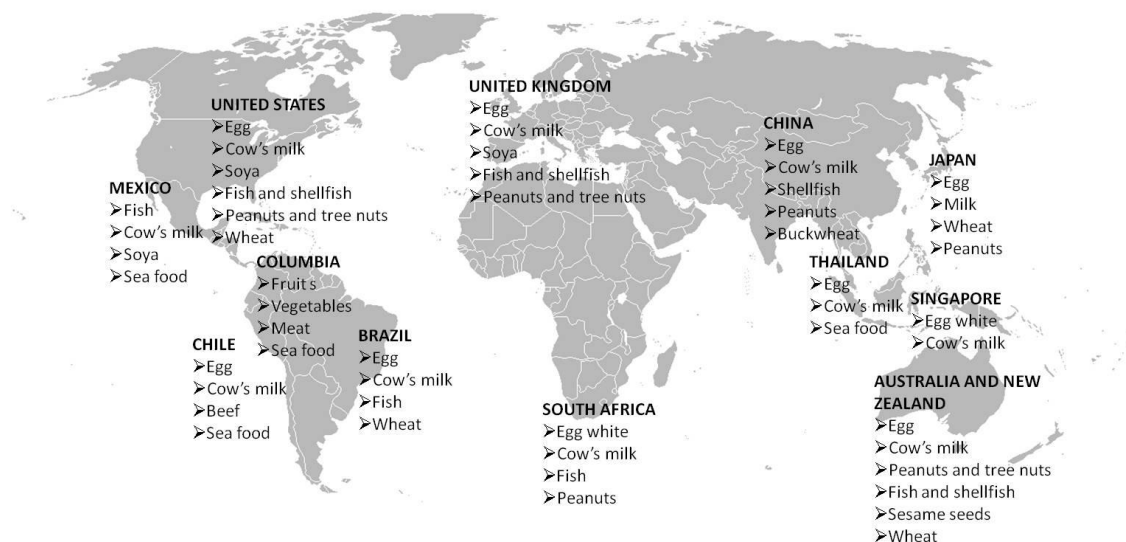 UNITED STATES
➢Egg
➢Cow's milk
➢Soya
➢Fish and shellfish
➢Peanuts and tree nuts
➢Wheat
MEXICO
➢Fish
➢Cow's milk
➢Soya
➢Sea food
COLUMBIA
➢Fruit s
➢Vegetables
➢Meat
➢Sea food
CHILE
➢Egg
➢Cow's milk
➢Beef
➢Sea food
BRAZIL
➢Egg
➢Cow's milk
➢Fish
➢Wheat
UNITED KINGDOM
➢Egg
➢Cow's milk
➢Soya
➢Fish and shellfish
➢Peanuts and tree nuts
SOUTH AFRICA
➢Egg white
➢Cow's milk
➢Fish
➢Peanuts
CHINA
➢Egg
➢Cow's milk
➢Shellfish
➢Peanuts
➢Buckwheat
JAPAN
➢Egg
➢Milk
➢Wheat
➢Peanuts
THAILAND
➢Egg
➢Cow's milk
➢Sea food
SINGAPORE
➢Egg white
➢Cow's milk
AUSTRALIA AND NEW
ZEALAND
➢Egg
➢Cow's milk
➢Peanuts and tree nuts
➢Fish and shellfish
➢Sesame seeds
➢Wheat